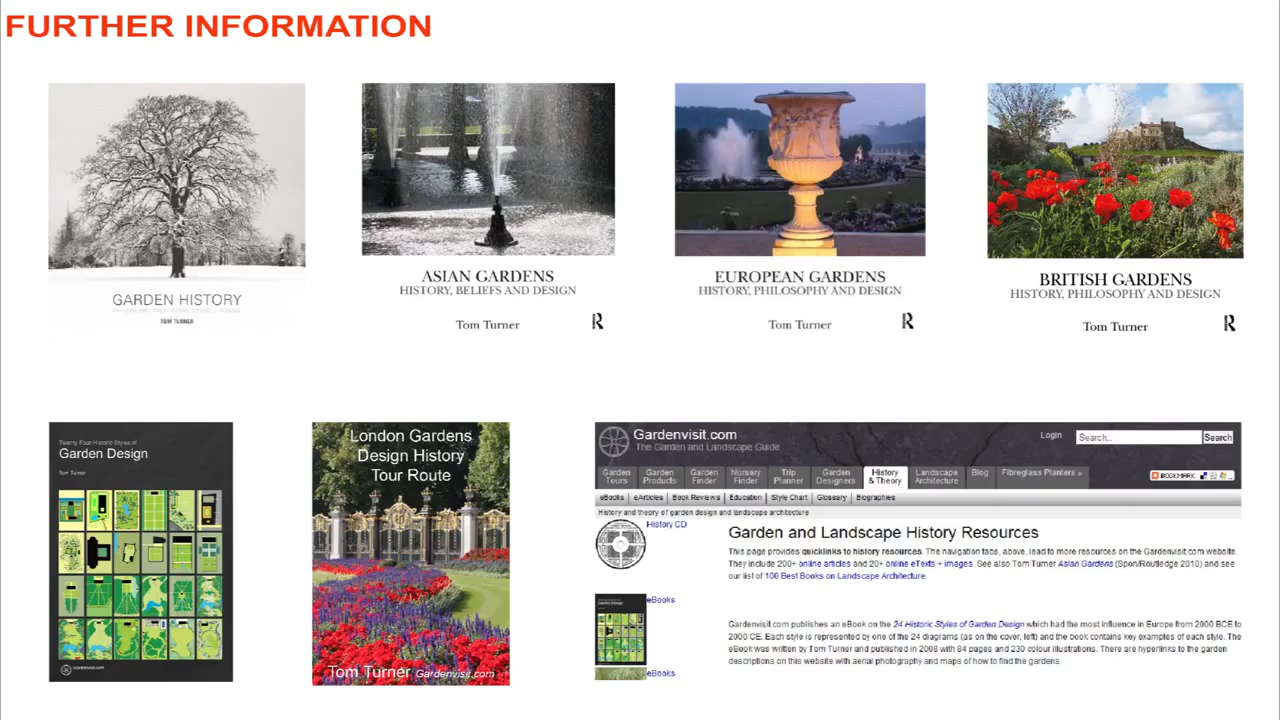 FURTHER INFORMATION
GARDEN HISTORY
TOM TURNER
ASIAN GARDENS
HISTORY, BELIEFS AND DESIGN
Tom Turner
R
EUROPEAN GARDENS
HISTORY, PHILOSOPHY AND DESIGN
Tom Turner
R
BRITISH GARDENS
HISTORY, PHILOSOPHY AND DESIGN
Tom Turner
R
Twenty Four Historic Styles of
Garden Design
Tom Turner
gardenvisit.com
London Gardens
Design History
Tour Route
Tom Turner Gardenvisit.com
Gardenvisit.com
The Garden and Landscape Guide
Login Search... Search
Garden Tours Garden Products Garden Finder Nursery Finder Trip Planner Garden Designers History & Theory Landscape Architecture Blog Fibreglass Planters »
BOOKMARK
eBooks | eArticles | Book Reviews | Education | Style Chart | Glossary | Biographies
History and theory of garden design and landscape architecture
History CD
Garden and Landscape History Resources
This page provides quicklinks to history resources. The navigation tabs, above, lead to more resources on the Gardenvisit.com website.
They include 200+ online articles and 20+ online eTexts + images. See also Tom Turner Asian Gardens (Spon/Routledge 2010) and see
our list of 100 Best Books on Landscape Architecture.
eBooks
Gardenvisit.com publishes an eBook on the 24 Historic Styles of Garden Design which had the most influence in Europe from 2000 BCE to
2000 CE. Each style is represented by one of the 24 diagrams (as on the cover, left) and the book contains key examples of each style. The
eBook was written by Tom Turner and published in 2008 with 84 pages and 230 colour illustrations. There are hyperlinks to the garden
descriptions on this website with aerial photography and maps of how to find the gardens.
eBooks